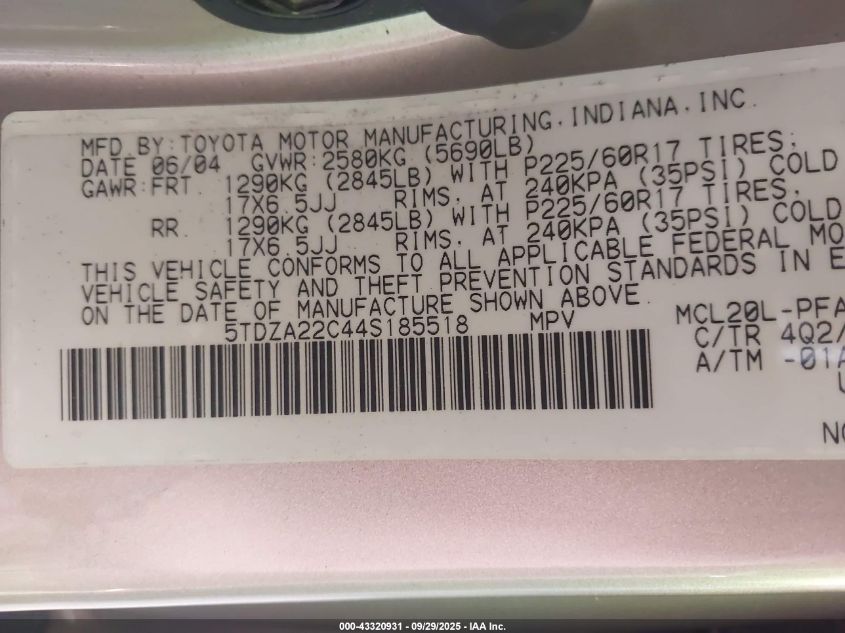 MFD BY:TOYOTA MOTOR MANUFACTURING.INDIANA.INC.
DATE 06/04 GVWR:2580KG (5690LB)
GAWR:FRT 1290KG (2845LB) WITH P225/60R17 TIRES.
17X6.5JJ RIMS. AT 240KPA (35PSI) COLD
RR 1290KG (2845LB) WITH P225/60R17 TIRES.
17X6.5JJ RIMS. AT 240KPA (35PSI) COLD
THIS VEHICLE CONFORMS TO ALL APPLICABLE FEDERAL MO
VEHICLE SAFETY AND THEFT PREVENTION STANDARDS IN E
ON THE DATE OF MANUFACTURE SHOWN ABOVE.
5TDZA22C44S185518 MPV MCL20L-PFA
C/TR 4Q2/
A/TM -01A
NO
000-43320931 - 09/29/2025 - IAA Inc.